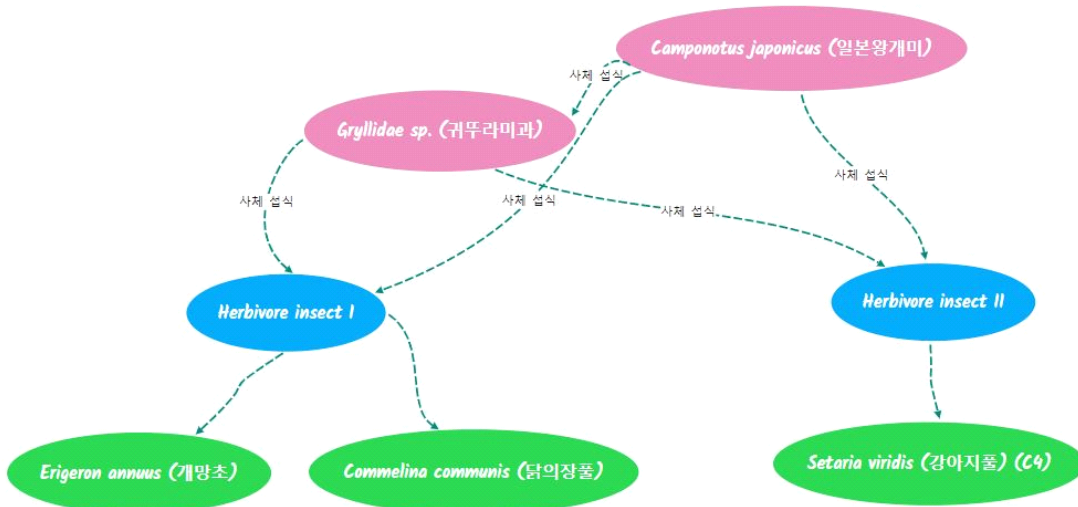 Camponotus japonicus (일본왕개미)
사체 섭식
Gryllidae sp. (귀뚜라미과)
사체 섭식
사체 섭식
사체 섭식
사체 섭식
Herbivore insect I
Herbivore insect II
Erigeron annuus (개망초)
Commelina communis (닭의장풀)
Setaria viridis (강아지풀) (C4)